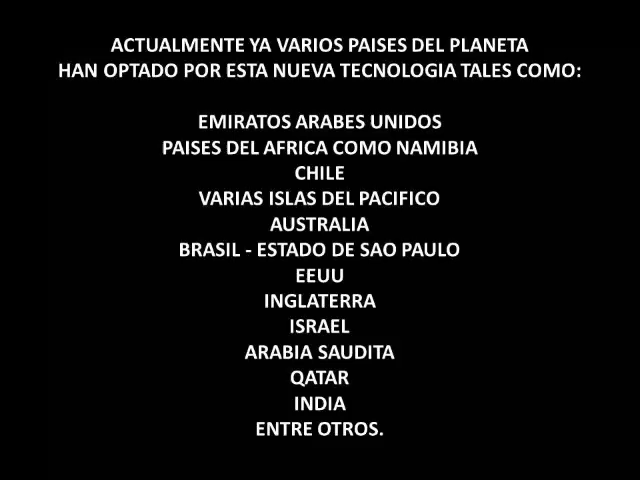 ACTUALMENTE YA VARIOS PAISES DEL PLANETA
HAN OPTADO POR ESTA NUEVA TECNOLOGIA TALES COMO:
EMIRATOS ARABES UNIDOS
PAISES DEL AFRICA COMO NAMIBIA
CHILE
VARIAS ISLAS DEL PACIFICO
AUSTRALIA
BRASIL - ESTADO DE SAO PAULO
EEUU
INGLATERRA
ISRAEL
ARABIA SAUDITA
QATAR
INDIA
ENTRE OTROS.